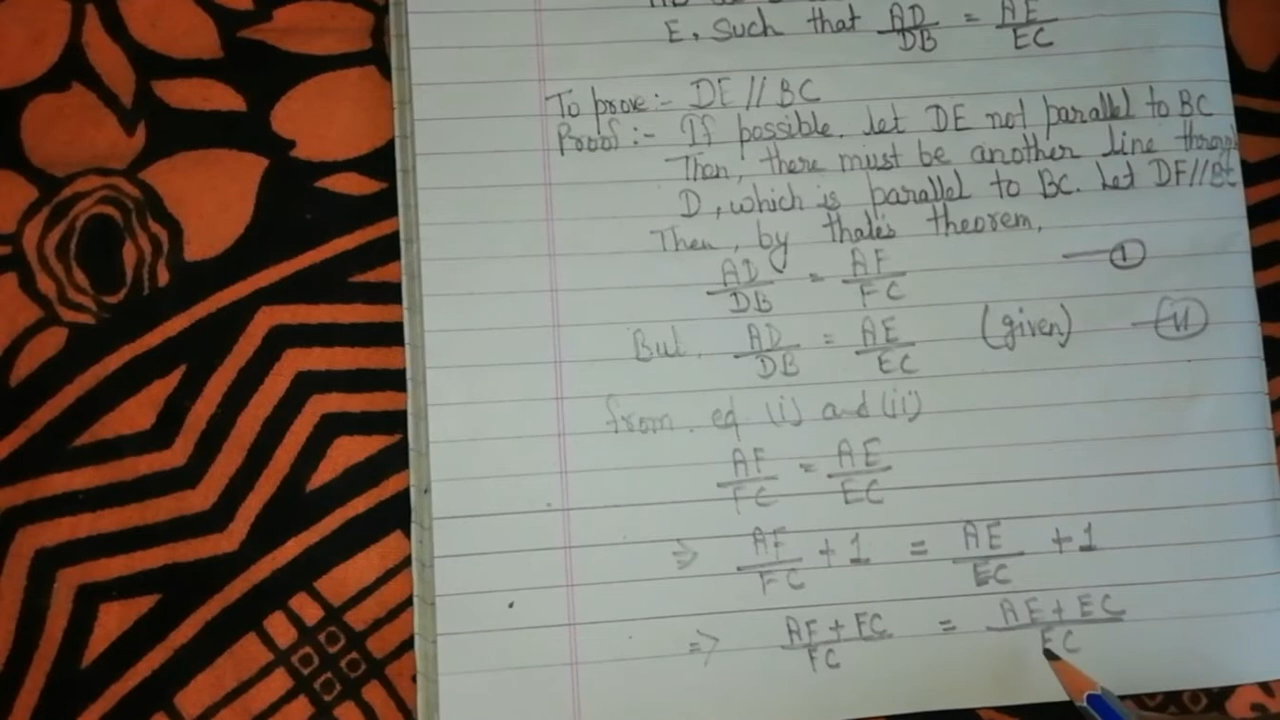 E, Such that AD/DB = AE/EC
To prove:- DE // BC
Proof:- If possible, let DE not parallel to BC
Then, there must be another line through
D, which is parallel to BC. Let DF//BC
Then, by thale's theorem,
AD/DB = AF/FC — (I)
But, AD/DB = AE/EC (given) — (II)
from eq (i) and (ii)
AF/FC = AE/EC
⇒ AF/FC + 1 = AE/EC + 1
⇒ AF+FC/FC = AE+EC/EC